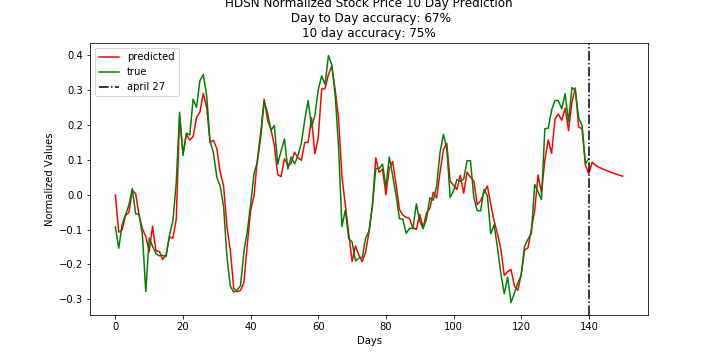 HDSN Normalized Stock Price 10 Day Prediction
Day to Day accuracy: 67%
10 day accuracy: 75%
predicted
true
april 27
0.4
0.3
0.2
0.1
0.0
−0.1
−0.2
−0.3
Normalized Values
0 20 40 60 80 100 120 140
Days